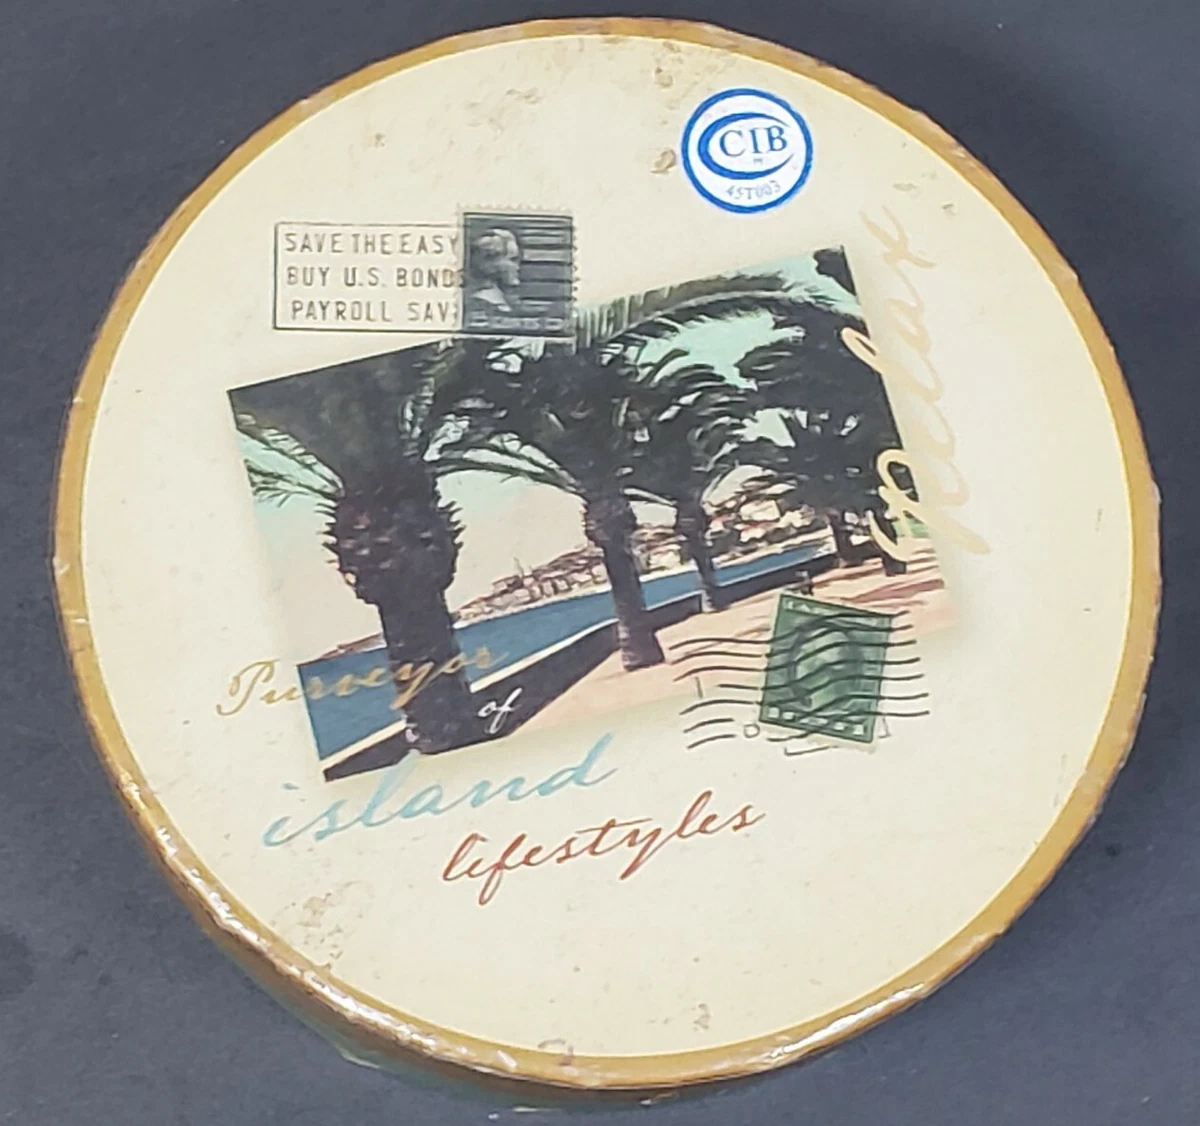 CIB
45T003
SAVE THE EASY
BUY U.S. BONDS
PAYROLL SAV
Relax
Purveyor
of
island
lifestyles